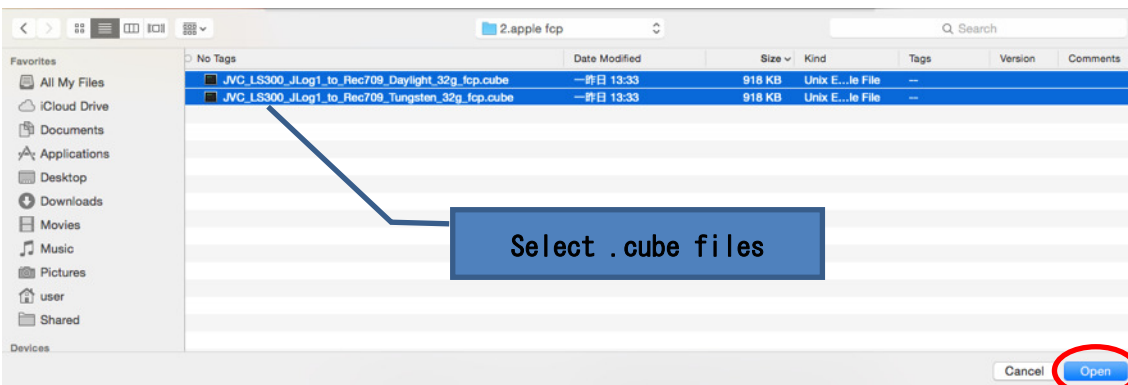 2.apple fcp
Search
Favorites
No Tags Date Modified Size Kind Tags Version Comments
All My Files
JVC_LS300_JLog1_to_Rec709_Daylight_32g_fcp.cube 一昨日 13:33 918 KB Unix E...le File --
JVC_LS300_JLog1_to_Rec709_Tungsten_32g_fcp.cube 一昨日 13:33 918 KB Unix E...le File --
iCloud Drive
Documents
Applications
Desktop
Downloads
Movies
Music
Pictures
user
Shared
Devices
Select .cube files
Cancel Open